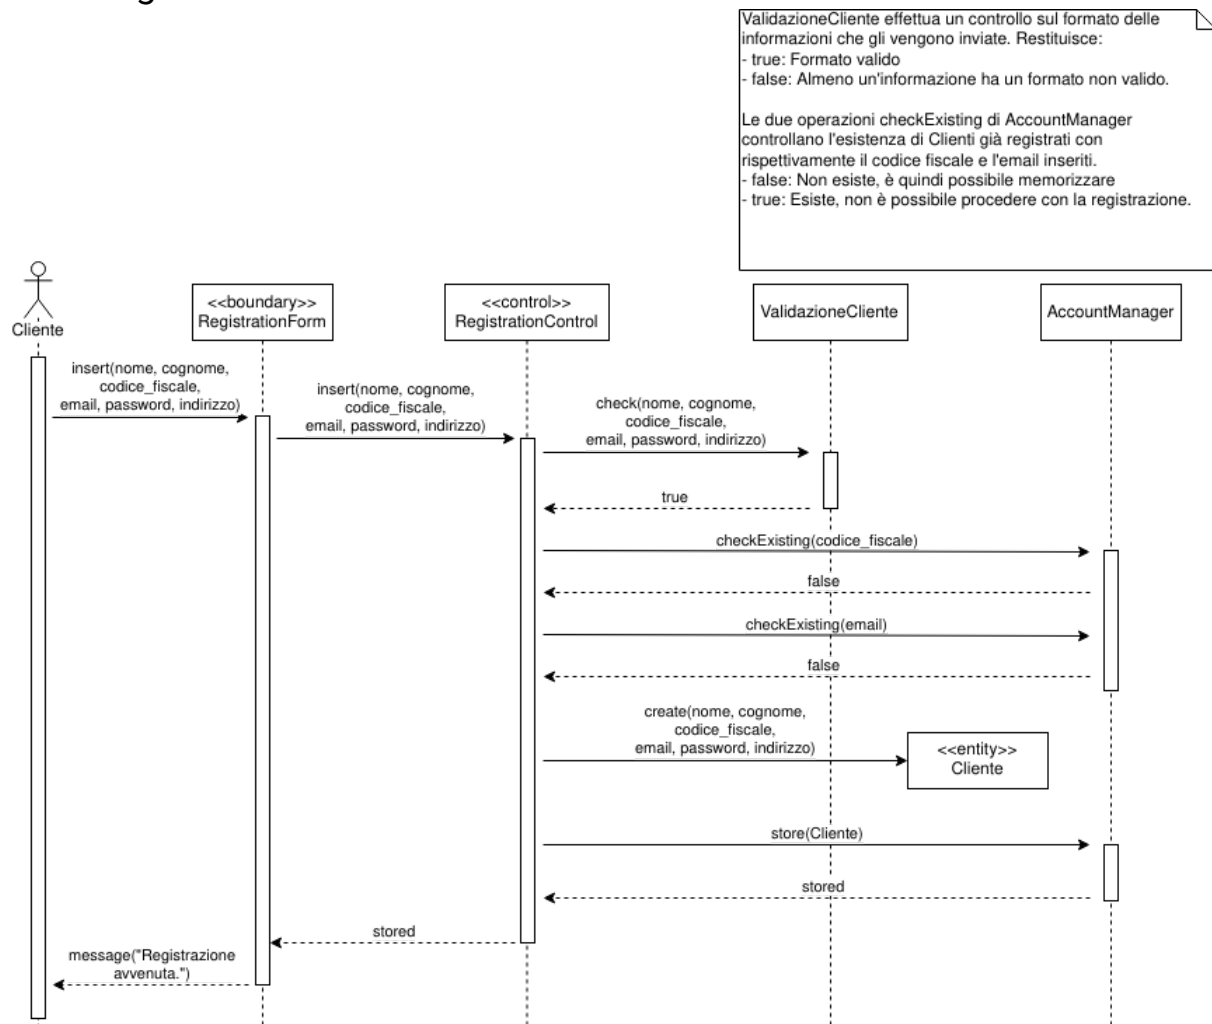 ValidazioneCliente effettua un controllo sul formato delle
informazioni che gli vengono inviate. Restituisce:
- true: Formato valido
- false: Almeno un'informazione ha un formato non valido.
Le due operazioni checkExisting di AccountManager
controllano l'esistenza di Clienti già registrati con
rispettivamente il codice fiscale e l'email inseriti.
- false: Non esiste, è quindi possibile memorizzare
- true: Esiste, non è possibile procedere con la registrazione.
Cliente
<<boundary>>
RegistrationForm
<<control>>
RegistrationControl
ValidazioneCliente
AccountManager
insert(nome, cognome,
codice_fiscale,
email, password, indirizzo)
insert(nome, cognome,
codice_fiscale,
email, password, indirizzo)
check(nome, cognome,
codice_fiscale,
email, password, indirizzo)
true
checkExisting(codice_fiscale)
false
checkExisting(email)
false
create(nome, cognome,
codice_fiscale,
email, password, indirizzo)
<<entity>>
Cliente
store(Cliente)
stored
stored
message("Registrazione
avvenuta.")